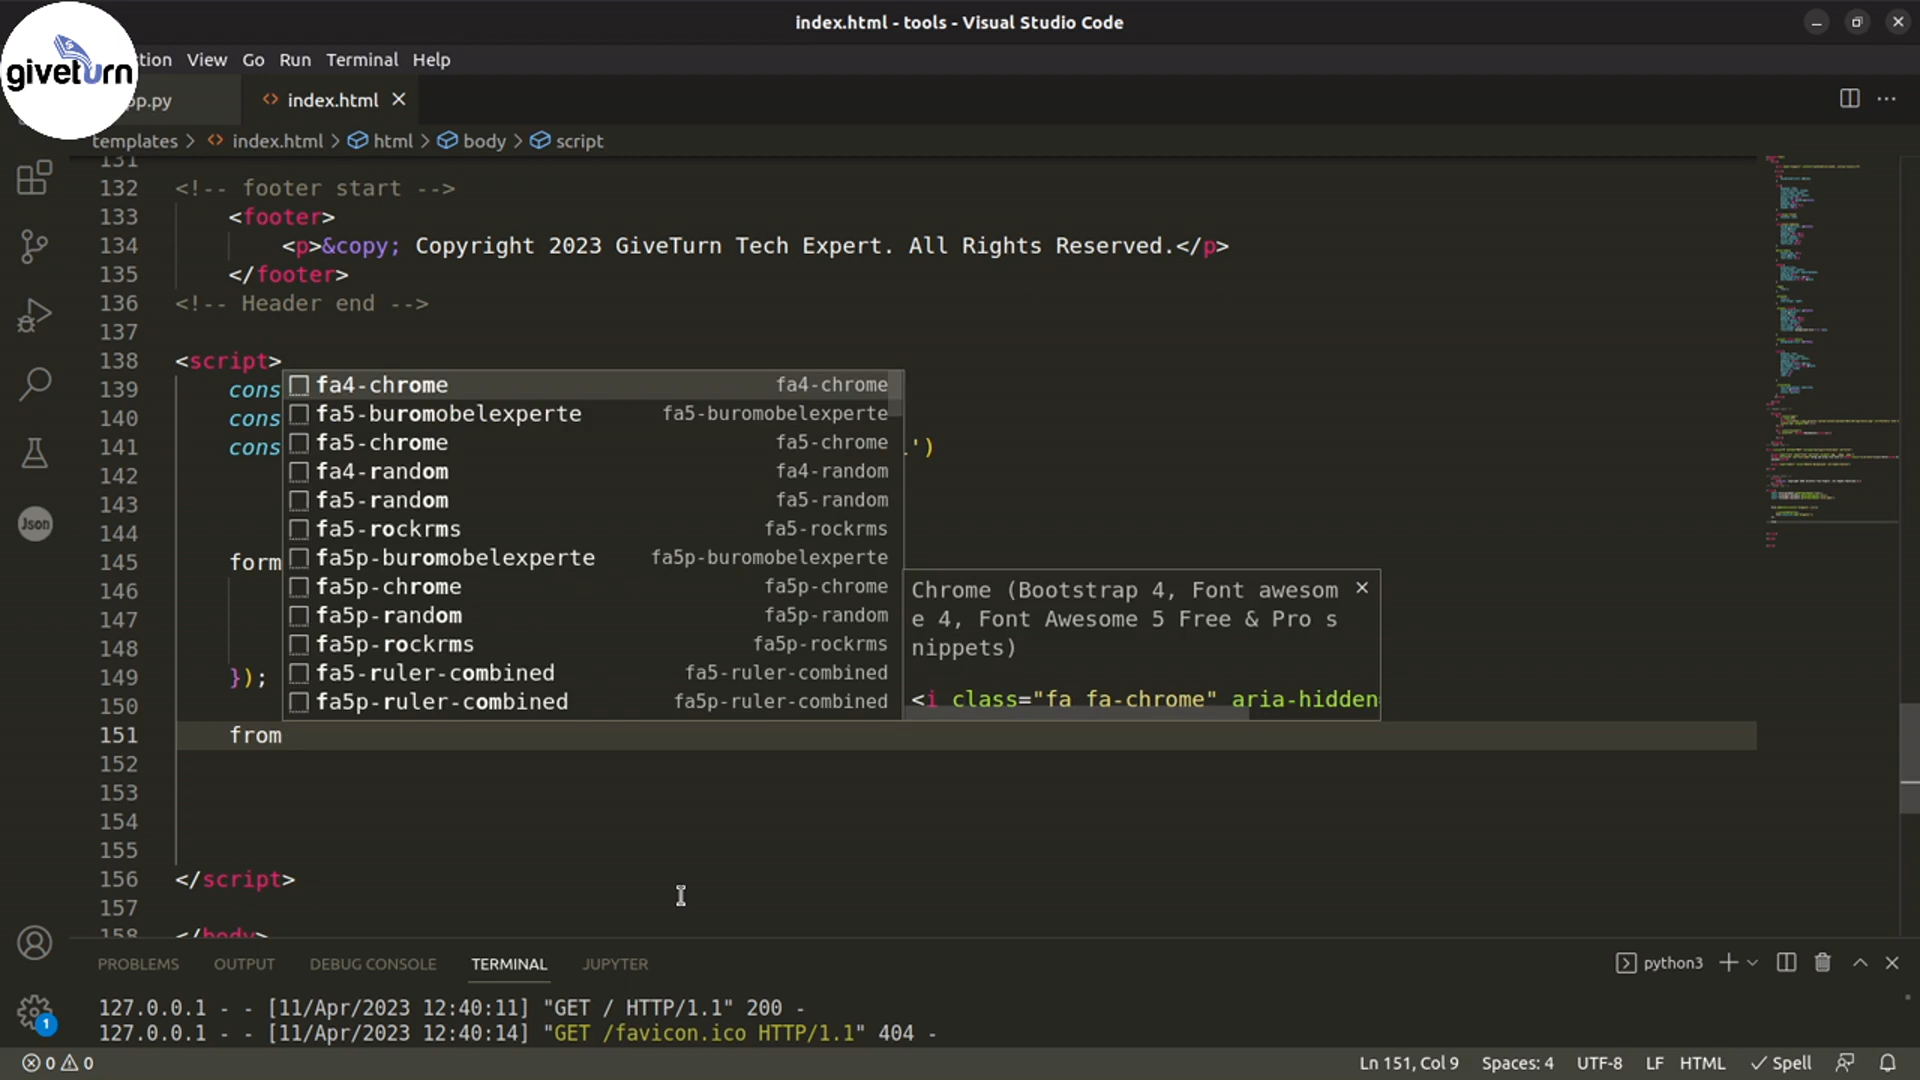 index.html - tools - Visual Studio Code
giveturn
tion View Go Run Terminal Help
pp.py
<> index.html ×
templates > <> index.html > html > body > script
131
132 <!-- footer start -->
133 <footer>
134 <p>&copy; Copyright 2023 GiveTurn Tech Expert. All Rights Reserved.</p>
135 </footer>
136 <!-- Header end -->
137
138 <script>
139 cons
140 cons
141 cons .')
142
143
144
145 form
146
147
148
149 });
150
151 from
152
153
154
155
156 </script>
157
158 </body>
fa4-chrome fa4-chrome
fa5-buromobelexperte fa5-buromobelexperte
fa5-chrome fa5-chrome
fa4-random fa4-random
fa5-random fa5-random
fa5-rockrms fa5-rockrms
fa5p-buromobelexperte fa5p-buromobelexperte
fa5p-chrome fa5p-chrome
fa5p-random fa5p-random
fa5p-rockrms fa5p-rockrms
fa5-ruler-combined fa5-ruler-combined
fa5p-ruler-combined fa5p-ruler-combined
Chrome (Bootstrap 4, Font awesom
e 4, Font Awesome 5 Free & Pro s
nippets)
<i class="fa fa-chrome" aria-hidden=
Json
PROBLEMS OUTPUT DEBUG CONSOLE TERMINAL JUPYTER
python3
127.0.0.1 - - [11/Apr/2023 12:40:11] "GET / HTTP/1.1" 200 -
127.0.0.1 - - [11/Apr/2023 12:40:14] "GET /favicon.ico HTTP/1.1" 404 -
1
0 0
Ln 151, Col 9 Spaces: 4 UTF-8 LF HTML Spell